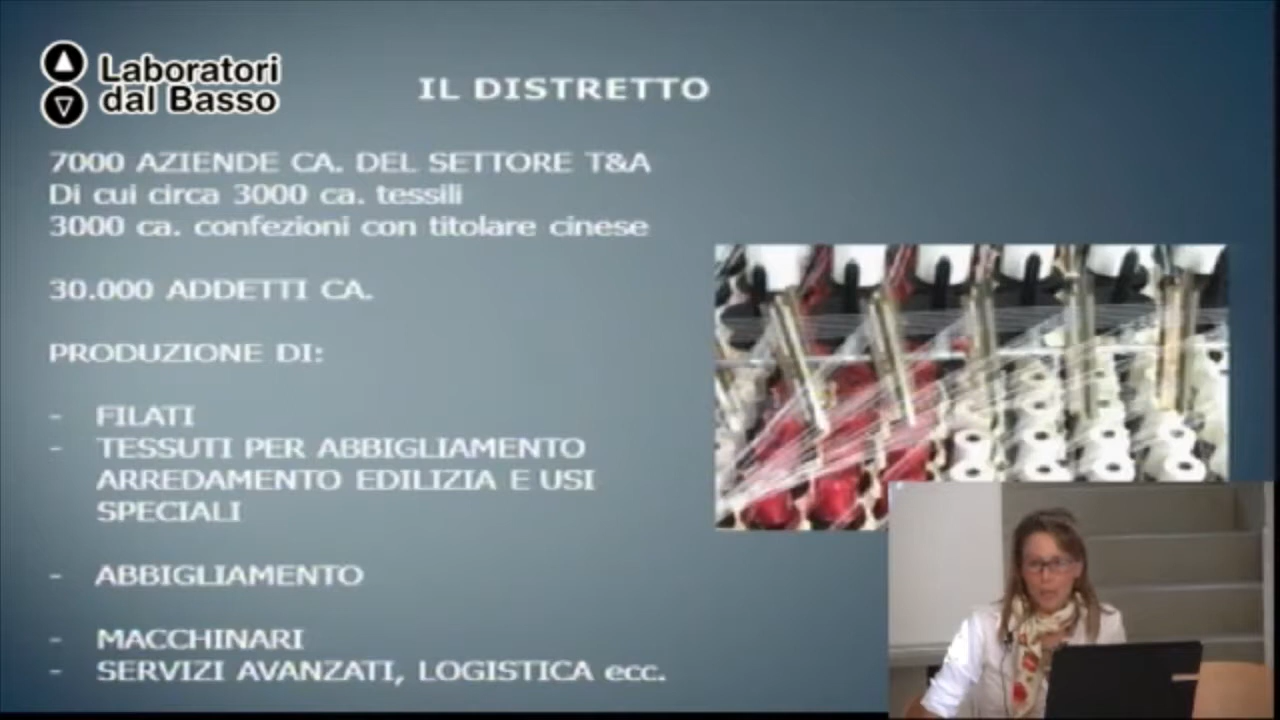 Laboratori
dal Basso
IL DISTRETTO
7000 AZIENDE CA. DEL SETTORE T&A
Di cui circa 3000 ca. tessili
3000 ca. confezioni con titolare cinese
30.000 ADDETTI CA.
PRODUZIONE DI:
- FILATI
- TESSUTI PER ABBIGLIAMENTO
ARREDAMENTO EDILIZIA E USI
SPECIALI
- ABBIGLIAMENTO
- MACCHINARI
- SERVIZI AVANZATI, LOGISTICA ecc.